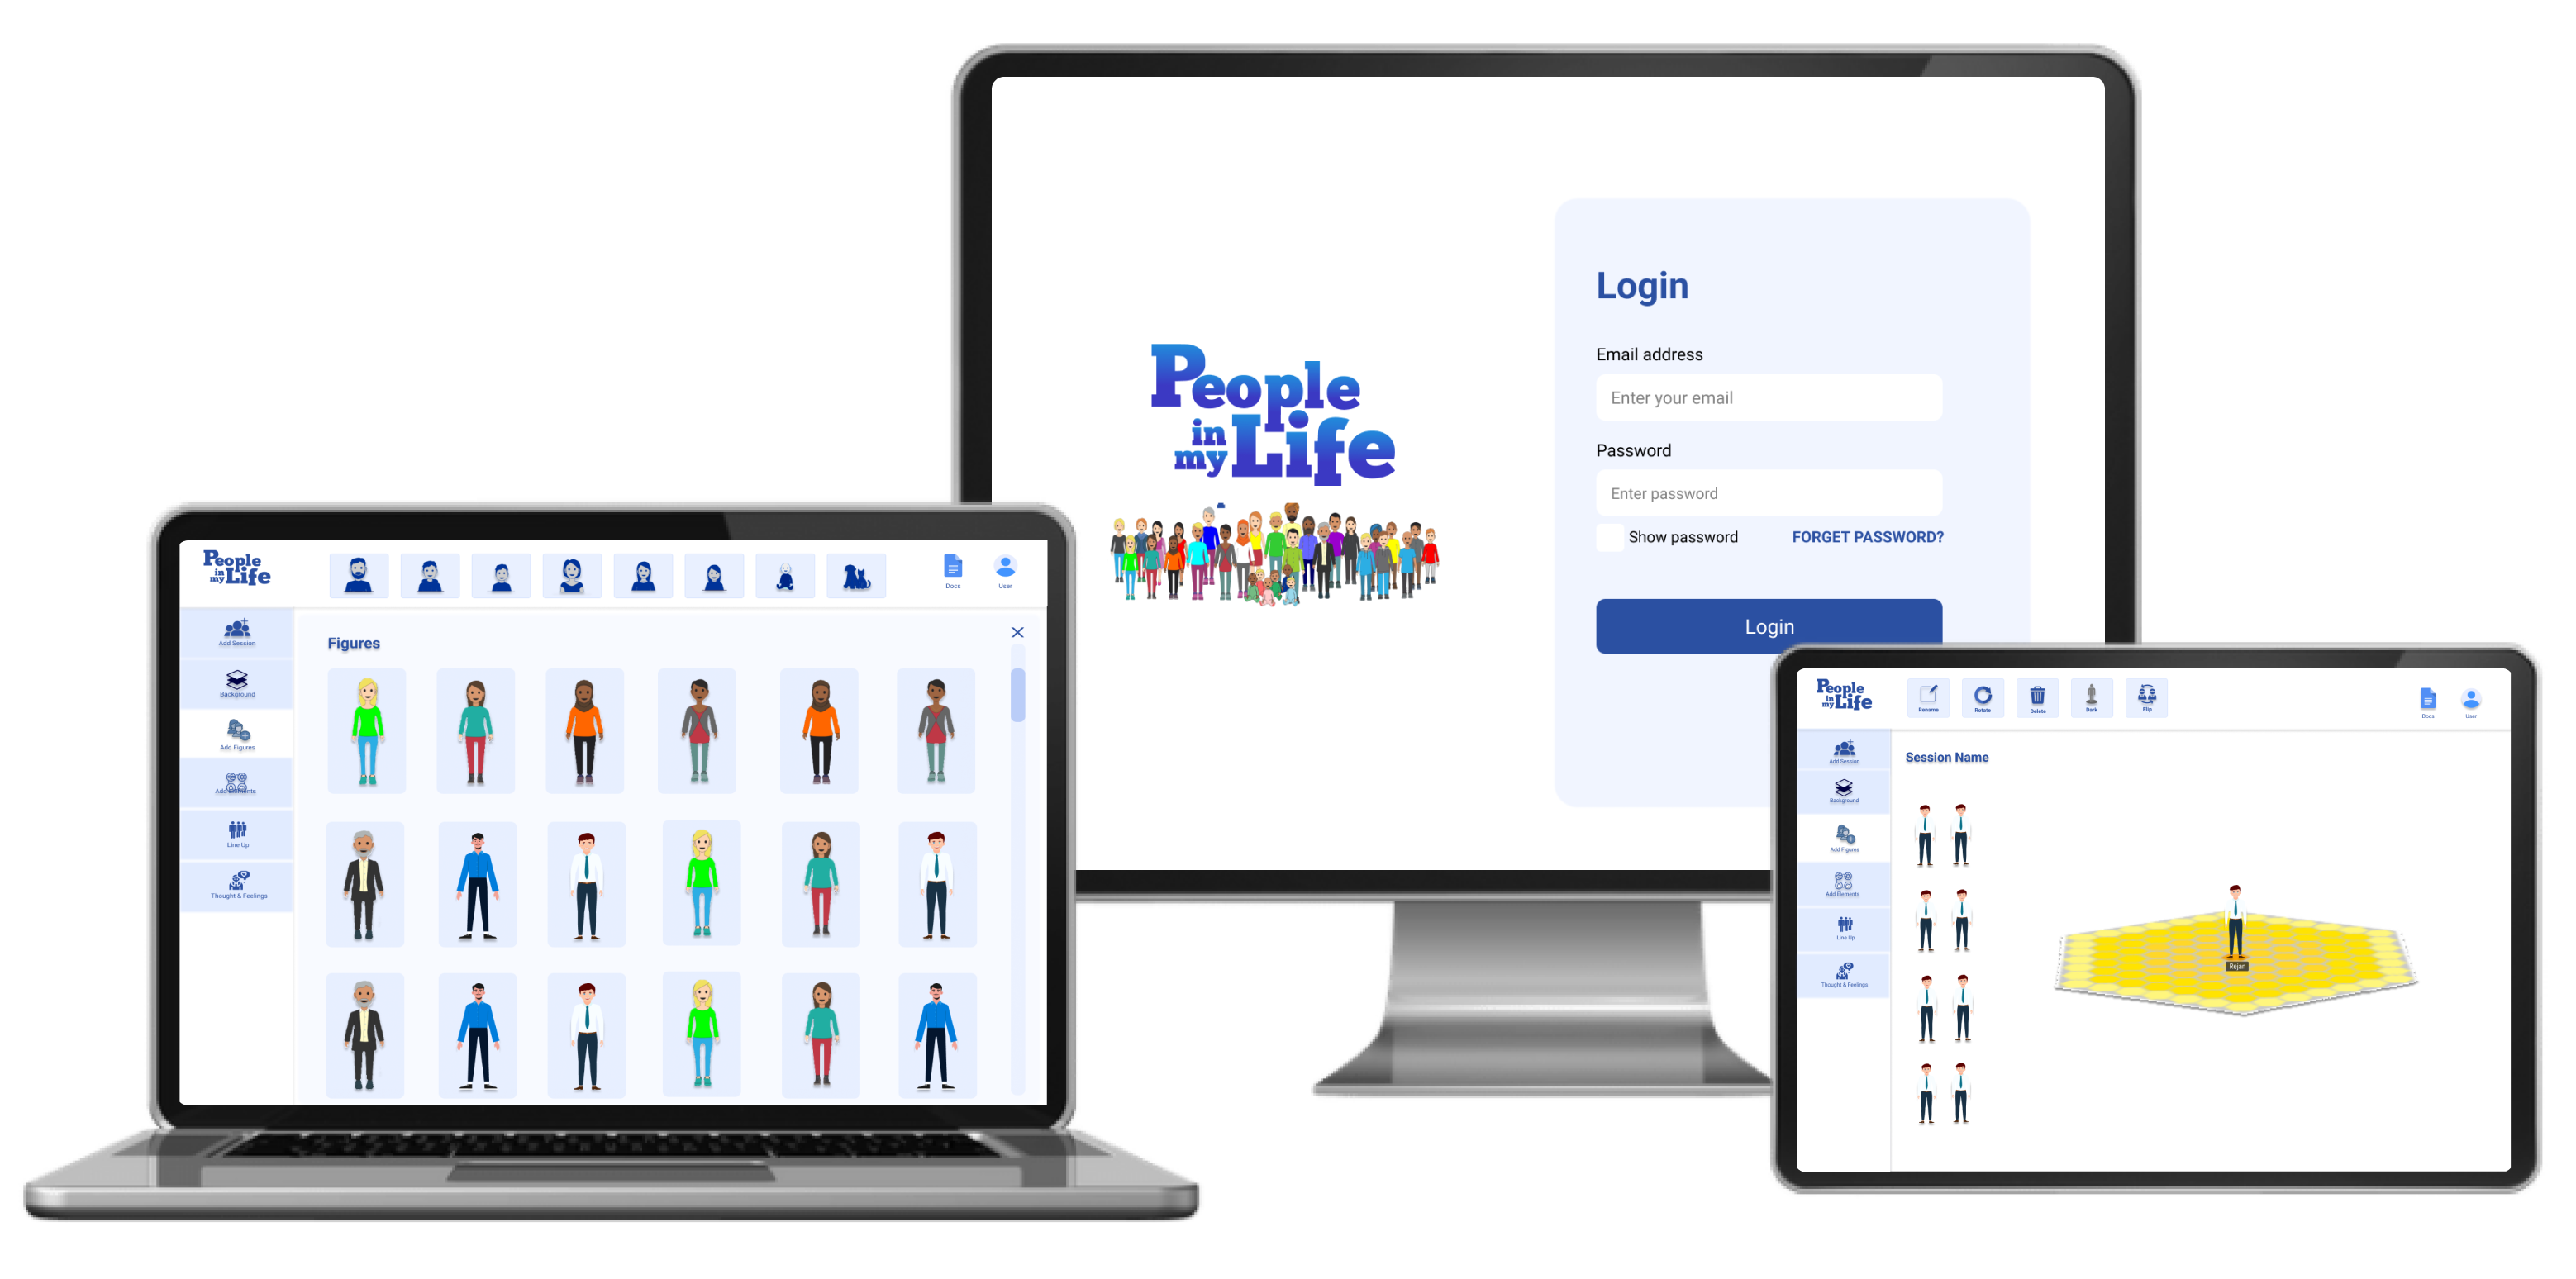 People
in
my Life
Login
Email address
Enter your email
Password
Enter password
Show password
FORGET PASSWORD?
Login
People
in
my Life
Docs
User
Add Session
Background
Add Figures
Add Elements
Line Up
Thought & Feelings
Figures
People
in
my Life
Rename
Rotate
Delete
Dark
Flip
Docs
User
Add Session
Background
Add Figures
Add Elements
Line Up
Thought & Feelings
Session Name
Rejan